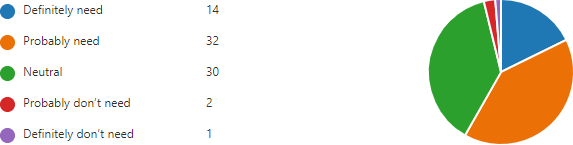 Definitely need 14
Probably need 32
Neutral 30
Probably don't need 2
Definitely don't need 1